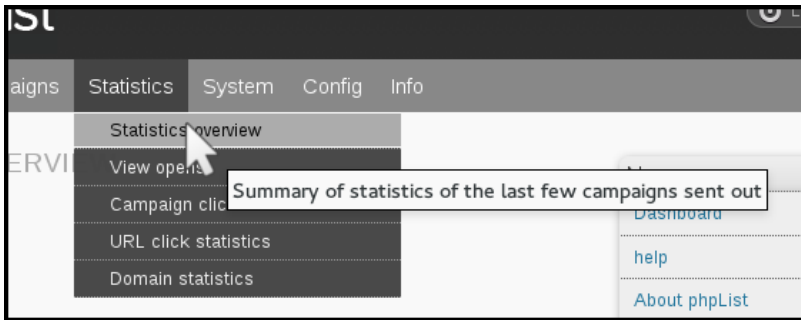 aigns Statistics System Config Info
Statistics overview
View opens
Summary of statistics of the last few campaigns sent out
Campaign clic
URL click statistics
Domain statistics
Dashboard
help
About phpList